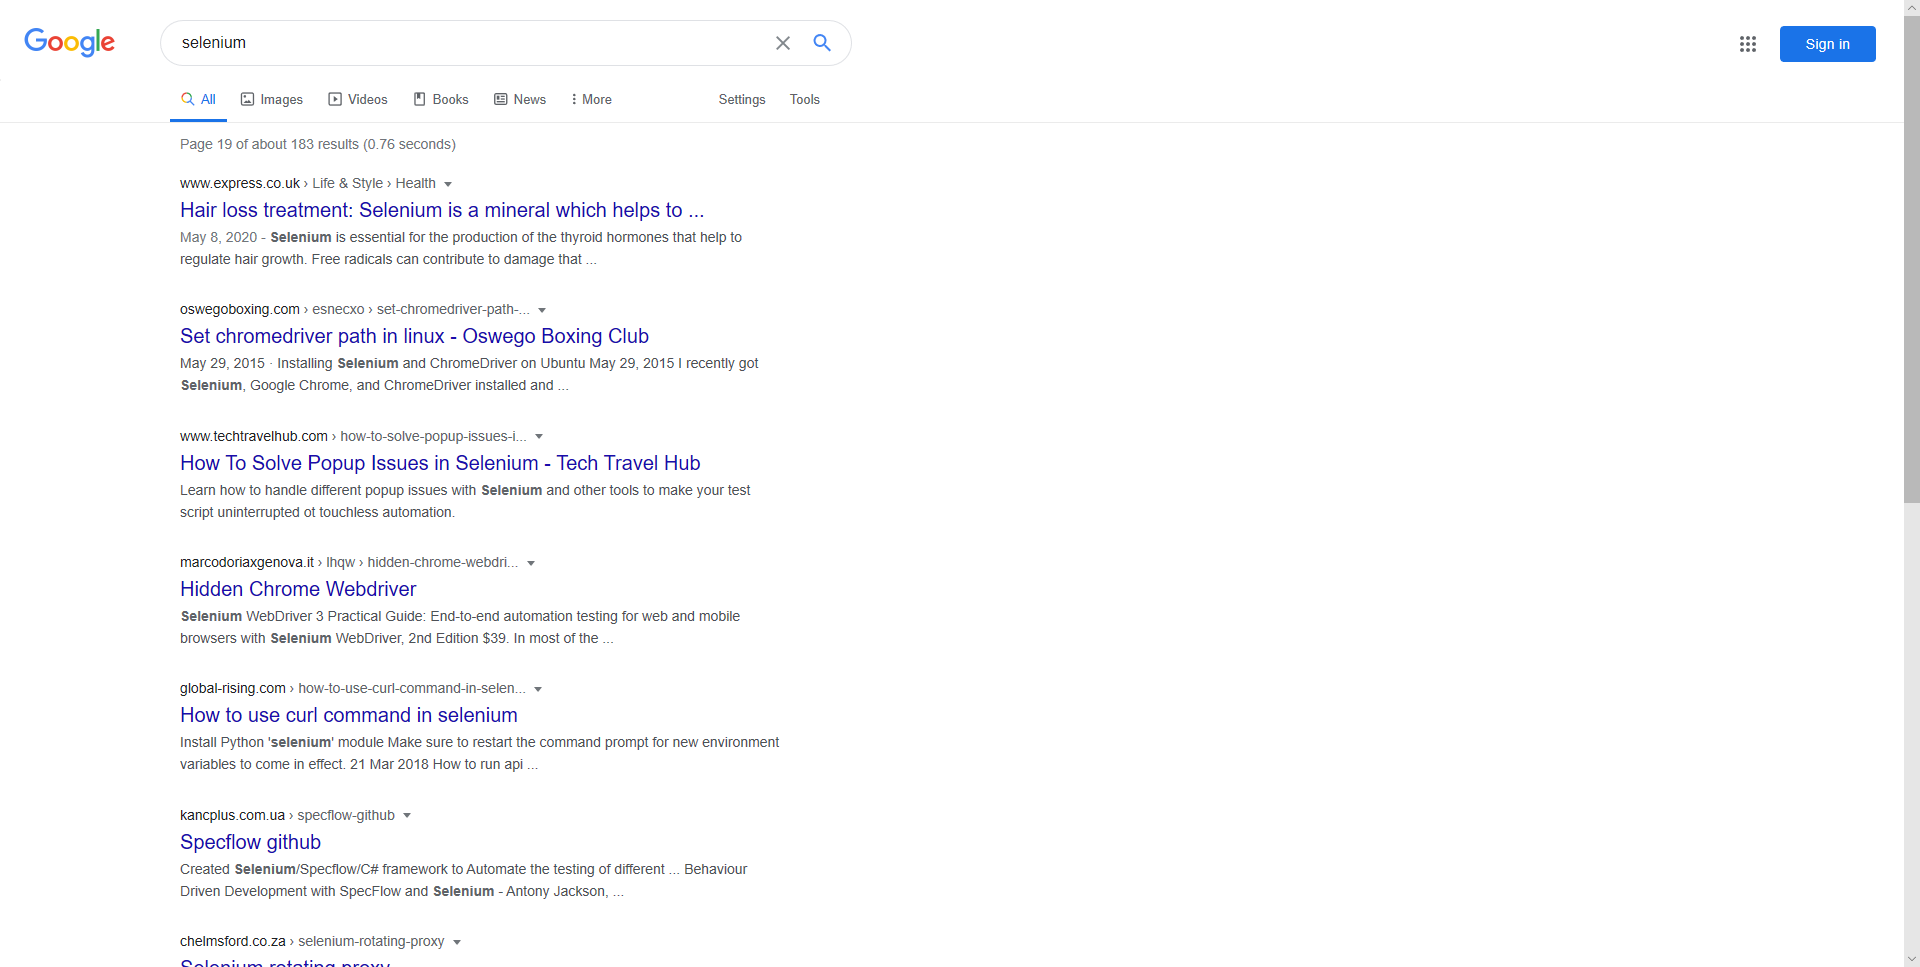 Google
selenium
Sign in
All Images Videos Books News More Settings Tools
Page 19 of about 183 results (0.76 seconds)
www.express.co.uk › Life & Style › Health
Hair loss treatment: Selenium is a mineral which helps to ...
May 8, 2020 - Selenium is essential for the production of the thyroid hormones that help to
regulate hair growth. Free radicals can contribute to damage that ...
oswegoboxing.com › esnecxo › set-chromedriver-path-...
Set chromedriver path in linux - Oswego Boxing Club
May 29, 2015 · Installing Selenium and ChromeDriver on Ubuntu May 29, 2015 I recently got
Selenium, Google Chrome, and ChromeDriver installed and ...
www.techtravelhub.com › how-to-solve-popup-issues-i...
How To Solve Popup Issues in Selenium - Tech Travel Hub
Learn how to handle different popup issues with Selenium and other tools to make your test
script uninterrupted ot touchless automation.
marcodoriaxgenova.it › lhqw › hidden-chrome-webdri...
Hidden Chrome Webdriver
Selenium WebDriver 3 Practical Guide: End-to-end automation testing for web and mobile
browsers with Selenium WebDriver, 2nd Edition $39. In most of the ...
global-rising.com › how-to-use-curl-command-in-selen...
How to use curl command in selenium
Install Python 'selenium' module Make sure to restart the command prompt for new environment
variables to come in effect. 21 Mar 2018 How to run api ...
kancplus.com.ua › specflow-github
Specflow github
Created Selenium/Specflow/C# framework to Automate the testing of different ... Behaviour
Driven Development with SpecFlow and Selenium - Antony Jackson, ...
chelmsford.co.za › selenium-rotating-proxy
Selenium rotating proxy